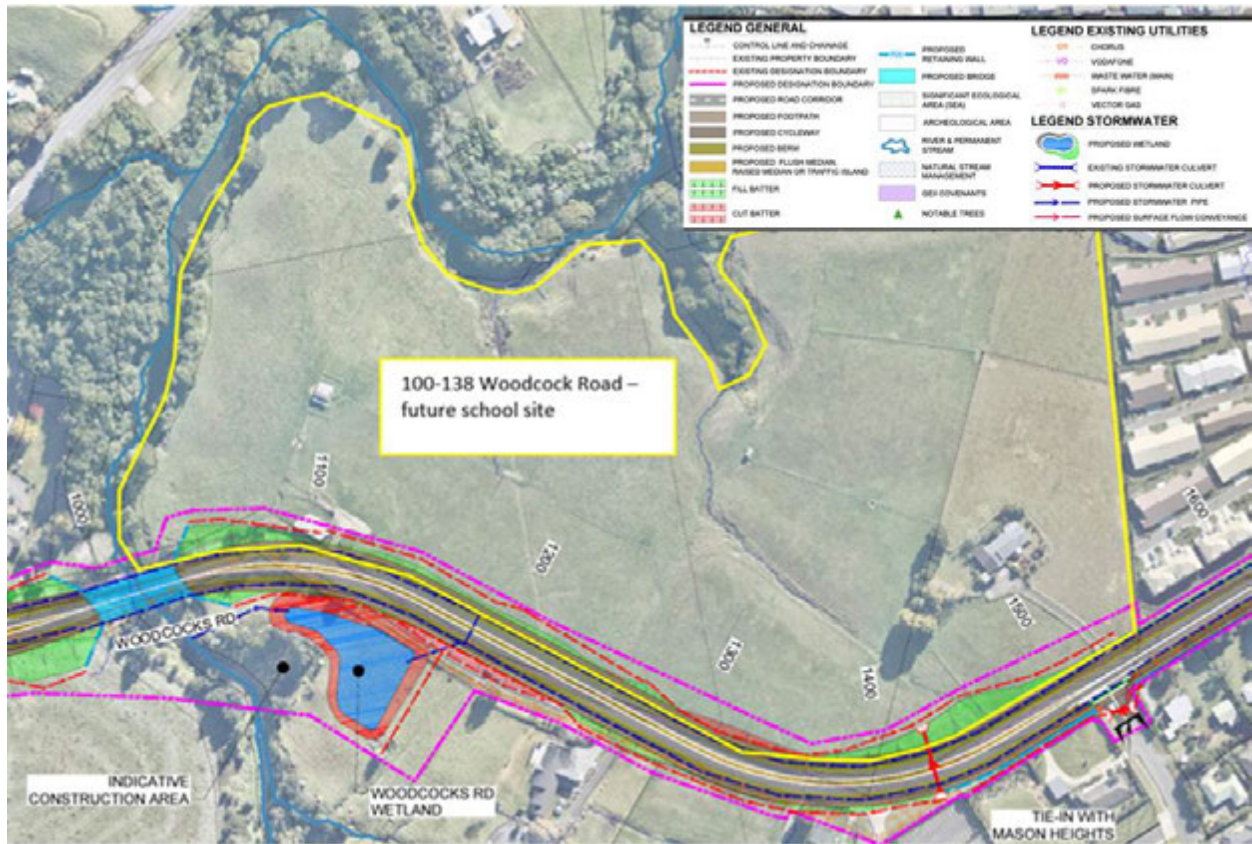 LEGEND GENERAL
CONTROL LINE AND CHAINAGE
EXISTING PROPERTY BOUNDARY
EXISTING DESIGNATION BOUNDARY
PROPOSED DESIGNATION BOUNDARY
PROPOSED ROAD CORRIDOR
PROPOSED FOOTPATH
PROPOSED CYCLEWAY
PROPOSED BERM
PROPOSED FLUSH MEDIAN,
RAISED MEDIAN OR TRAFFIC ISLAND
FILL BATTER
CUT BATTER
PROPOSED
RETAINING WALL
PROPOSED BRIDGE
SIGNIFICANT ECOLOGICAL
AREA (SEA)
ARCHEOLOGICAL AREA
RIVER & PERMANENT
STREAM
NATURAL STREAM
MANAGEMENT
QEII COVENANTS
NOTABLE TREES
LEGEND EXISTING UTILITIES
CHORUS
VODAFONE
WASTE WATER (MAIN)
SPARK FIBRE
VECTOR GAS
LEGEND STORMWATER
PROPOSED WETLAND
EXISTING STORMWATER CULVERT
PROPOSED STORMWATER CULVERT
PROPOSED STORMWATER PIPE
PROPOSED SURFACE FLOW CONVEYANCE
100-138 Woodcock Road –
future school site
1000
1100
1200
1300
1400
1500
1600
WOODCOCKS RD
INDICATIVE
CONSTRUCTION AREA
WOODCOCKS RD
WETLAND
TIE-IN WITH
MASON HEIGHTS